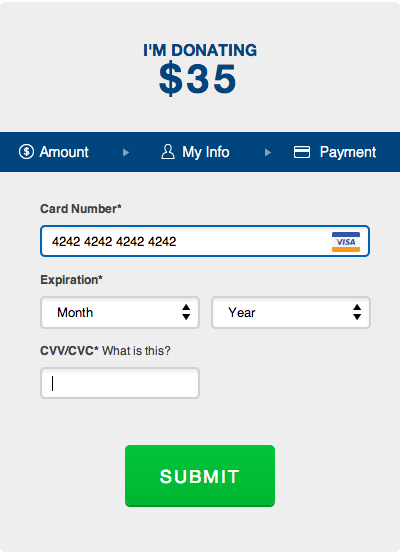 I'M DONATING
$35
$ Amount My Info Payment
Card Number*
4242 4242 4242 4242 VISA
Expiration*
Month Year
CVV/CVC* What is this?
SUBMIT